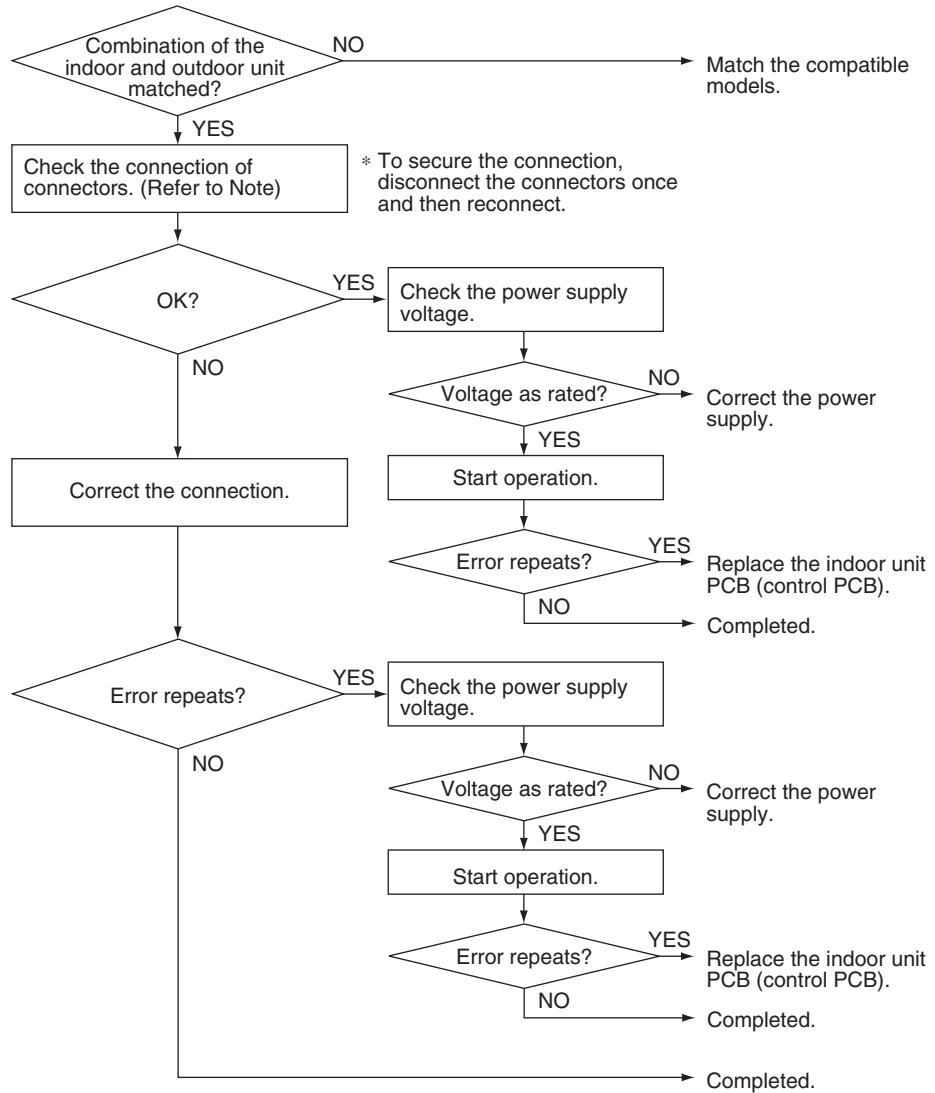 Combination of the
indoor and outdoor unit
matched?
NO
Match the compatible
models.
YES
Check the connection of
connectors. (Refer to Note)
* To secure the connection,
disconnect the connectors once
and then reconnect.
OK?
YES
Check the power supply
voltage.
NO
Voltage as rated?
NO
Correct the power
supply.
YES
Correct the connection.
Start operation.
Error repeats?
YES
Replace the indoor unit
PCB (control PCB).
NO
Completed.
Error repeats?
YES
Check the power supply
voltage.
NO
Voltage as rated?
NO
Correct the power
supply.
YES
Start operation.
Error repeats?
YES
Replace the indoor unit
PCB (control PCB).
NO
Completed.
Completed.